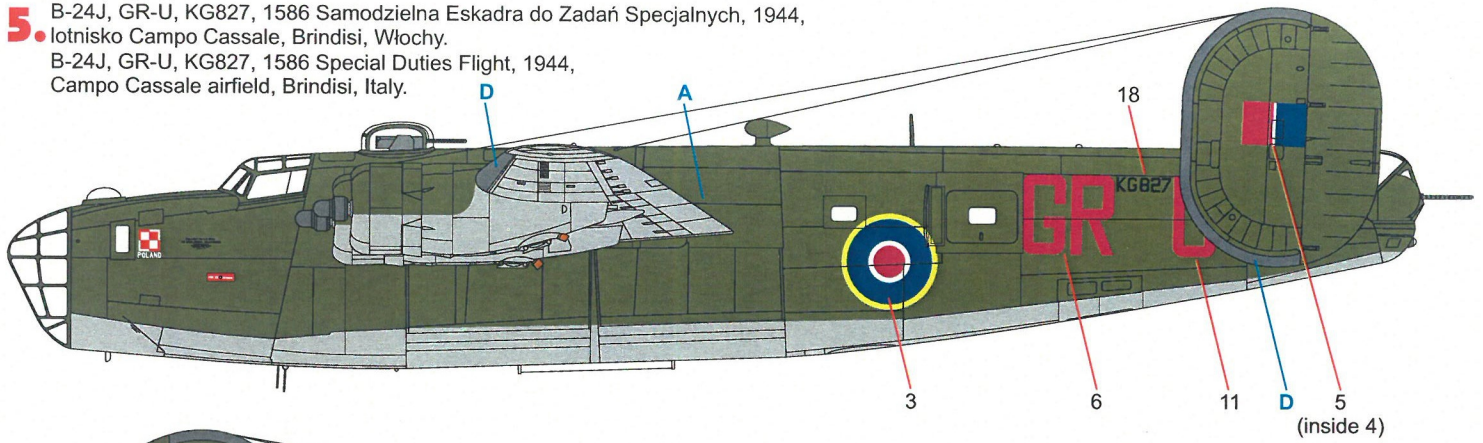 5. B-24J, GR-U, KG827, 1586 Samodzielna Eskadra do Zadań Specjalnych, 1944,
lotnisko Campo Cassale, Brindisi, Włochy.
B-24J, GR-U, KG827, 1586 Special Duties Flight, 1944,
Campo Cassale airfield, Brindisi, Italy.
D
A
18
POLAND
GR
KG827
U
D
3
6
11
D
5
(inside 4)